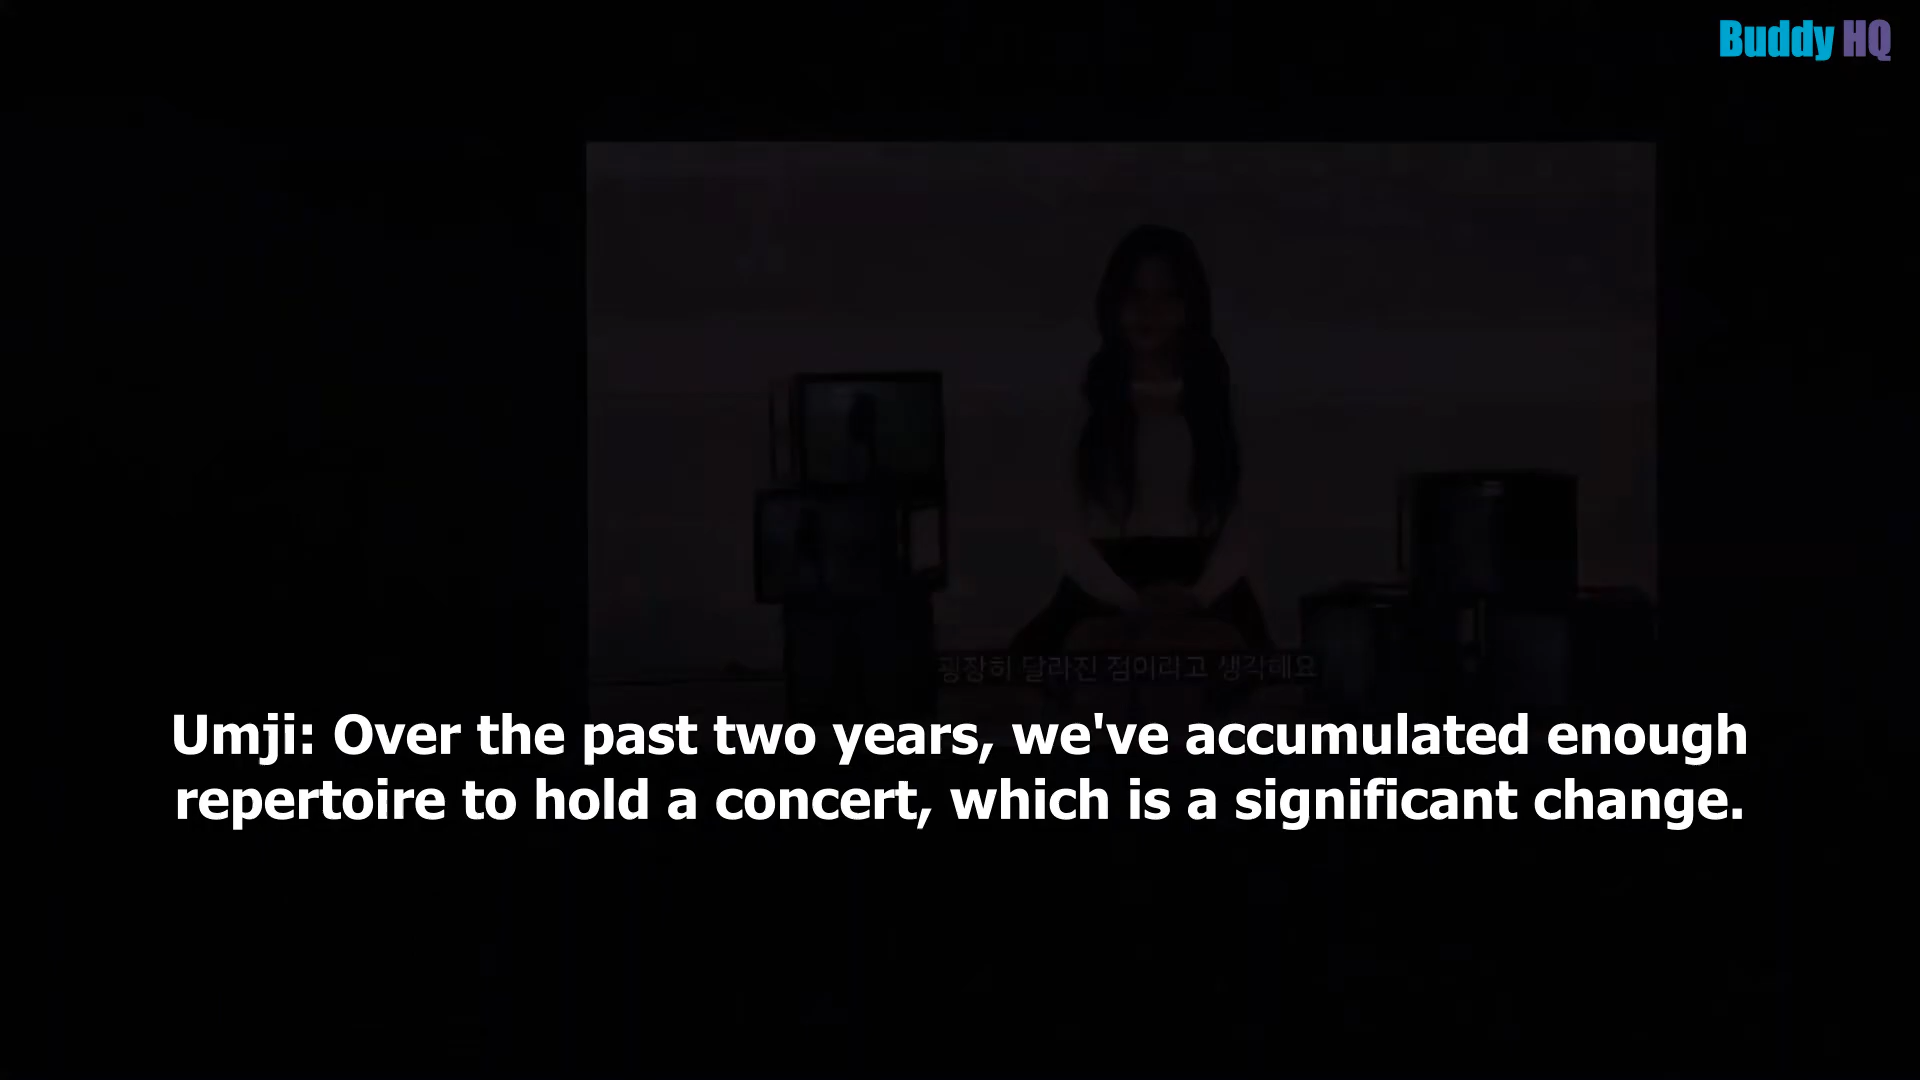 Buddy HQ
굉장히 달라진 점이라고 생각해요
Umji: Over the past two years, we've accumulated enough
repertoire to hold a concert, which is a significant change.